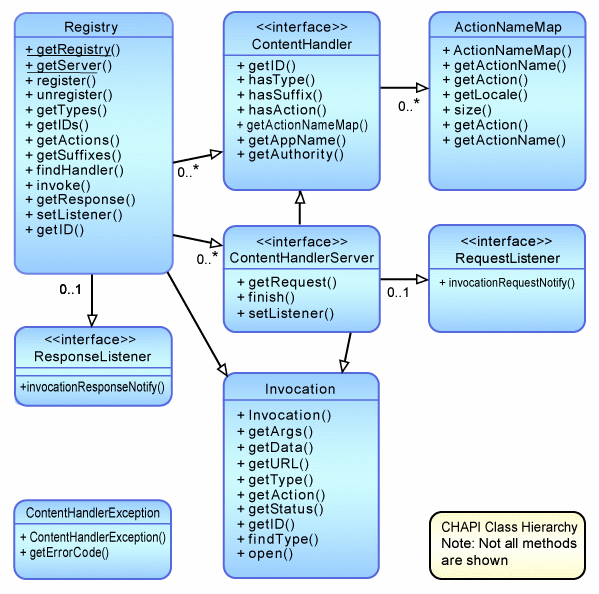 Registry
+ getRegistry()
+ getServer()
+ register()
+ unregister()
+ getTypes()
+ getIDs()
+ getActions()
+ getSuffixes()
+ findHandler()
+ invoke()
+ getResponse()
+ setListener()
+ getID()
<<interface>>
ContentHandler
+ getID()
+ hasType()
+ hasSuffix()
+ hasAction()
+ getActionNameMap()
+ getAppName()
+ getAuthority()
ActionNameMap
+ ActionNameMap()
+ getActionName()
+ getAction()
+ getLocale()
+ size()
+ getAction()
+ getActionName()
0..*
0..*
0..*
<<interface>>
ContentHandlerServer
+ getRequest()
+ finish()
+ setListener()
<<interface>>
RequestListener
+ invocationRequestNotify()
0..1
0..1
<<interface>>
ResponseListener
+invocationResponseNotify()
Invocation
+ Invocation()
+ getArgs()
+ getData()
+ getURL()
+ getType()
+ getAction()
+ getStatus()
+ getID()
+ findType()
+ open()
ContentHandlerException
+ ContentHandlerException()
+ getErrorCode()
CHAPI Class Hierarchy
Note: Not all methods
are shown